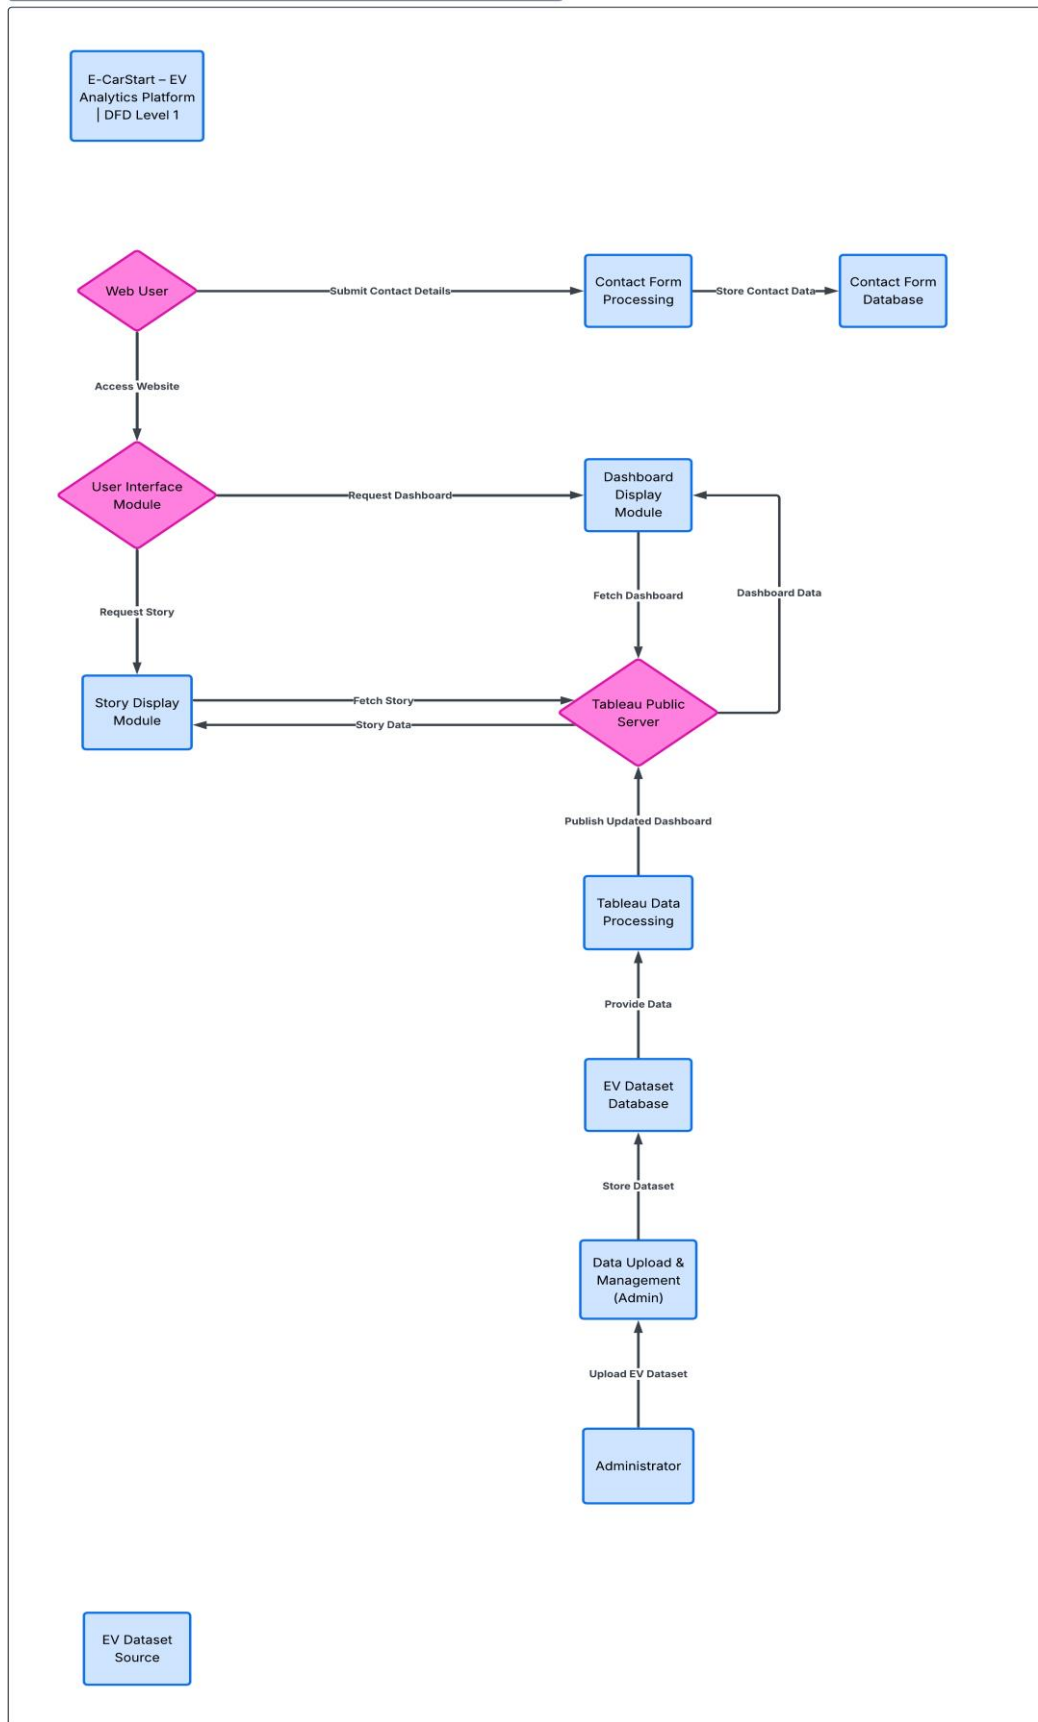 E-CarStart – EV
Analytics Platform
| DFD Level 1
Web User
Submit Contact Details
Contact Form
Processing
Store Contact Data
Contact Form
Database
Access Website
User Interface
Module
Request Dashboard
Dashboard
Display
Module
Request Story
Fetch Dashboard
Dashboard Data
Story Display
Module
Fetch Story
Story Data
Tableau Public
Server
Publish Updated Dashboard
Tableau Data
Processing
Provide Data
EV Dataset
Database
Store Dataset
Data Upload &
Management
(Admin)
Upload EV Dataset
Administrator
EV Dataset
Source